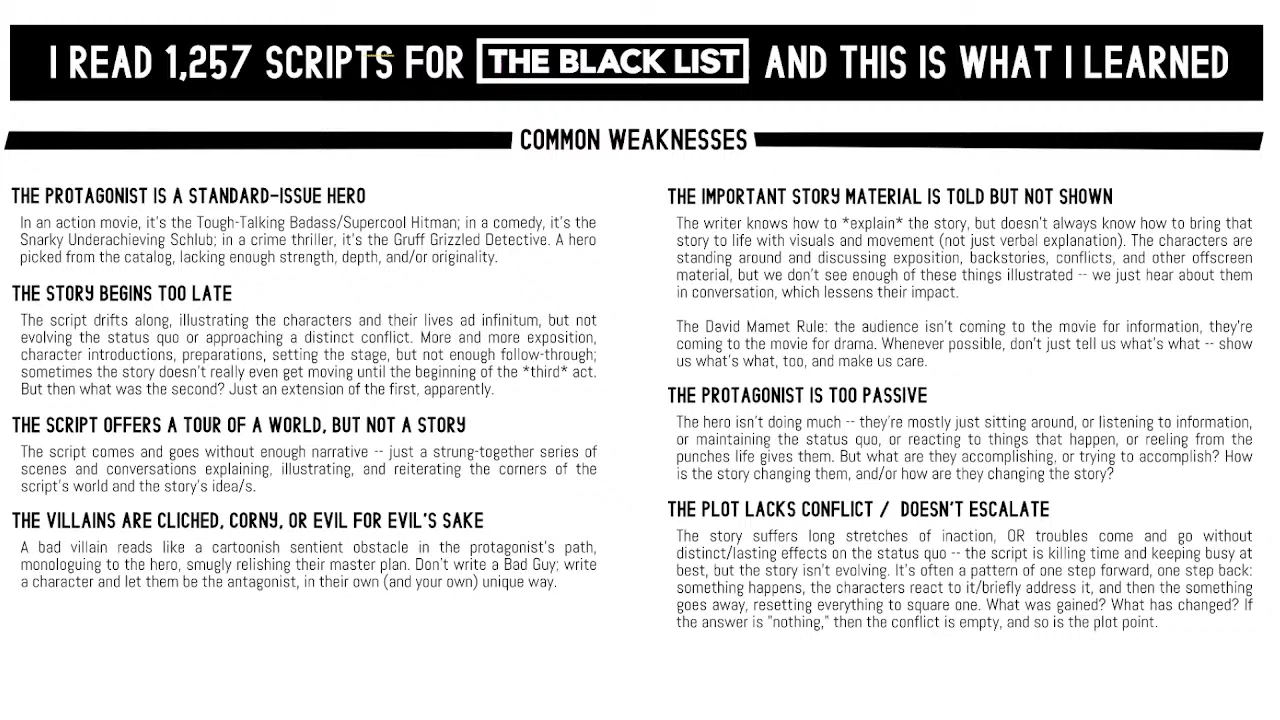 I READ 1,257 SCRIPTS FOR THE BLACK LIST AND THIS IS WHAT I LEARNED
COMMON WEAKNESSES
THE PROTAGONIST IS A STANDARD-ISSUE HERO
In an action movie, it's the Tough-Talking Badass/Supercool Hitman; in a comedy, it's the
Snarky Underachieving Schlub; in a crime thriller, it's the Gruff Grizzled Detective. A hero
picked from the catalog, lacking enough strength, depth, and/or originality.
THE STORY BEGINS TOO LATE
The script drifts along, illustrating the characters and their lives ad infinitum, but not
evolving the status quo or approaching a distinct conflict. More and more exposition,
character introductions, preparations, setting the stage, but not enough follow-through;
sometimes the story doesn't really even get moving until the beginning of the *third* act.
But then what was the second? Just an extension of the first, apparently.
THE SCRIPT OFFERS A TOUR OF A WORLD, BUT NOT A STORY
The script comes and goes without enough narrative -- just a strung-together series of
scenes and conversations explaining, illustrating, and reiterating the corners of the
script's world and the story's idea/s.
THE VILLAINS ARE CLICHED, CORNY, OR EVIL FOR EVIL'S SAKE
A bad villain reads like a cartoonish sentient obstacle in the protagonist's path,
monologuing to the hero, smugly relishing their master plan. Don't write a Bad Guy; write
a character and let them be the antagonist, in their own (and your own) unique way.
THE IMPORTANT STORY MATERIAL IS TOLD BUT NOT SHOWN
The writer knows how to *explain* the story, but doesn't always know how to bring that
story to life with visuals and movement (not just verbal explanation). The characters are
standing around and discussing exposition, backstories, conflicts, and other offscreen
material, but we don't see enough of these things illustrated -- we just hear about them
in conversation, which lessens their impact.
The David Mamet Rule: the audience isn't coming to the movie for information, they're
coming to the movie for drama. Whenever possible, don't just tell us what's what -- show
us what's what, too, and make us care.
THE PROTAGONIST IS TOO PASSIVE
The hero isn't doing much -- they're mostly just sitting around, or listening to information,
or maintaining the status quo, or reacting to things that happen, or reeling from the
punches life gives them. But what are they accomplishing, or trying to accomplish? How
is the story changing them, and/or how are they changing the story?
THE PLOT LACKS CONFLICT / DOESN'T ESCALATE
The story suffers long stretches of inaction, OR troubles come and go without
distinct/lasting effects on the status quo -- the script is killing time and keeping busy at
best, but the story isn't evolving. It's often a pattern of one step forward, one step back:
something happens, the characters react to it/briefly address it, and then the something
goes away, resetting everything to square one. What was gained? What has changed? If
the answer is "nothing," then the conflict is empty, and so is the plot point.